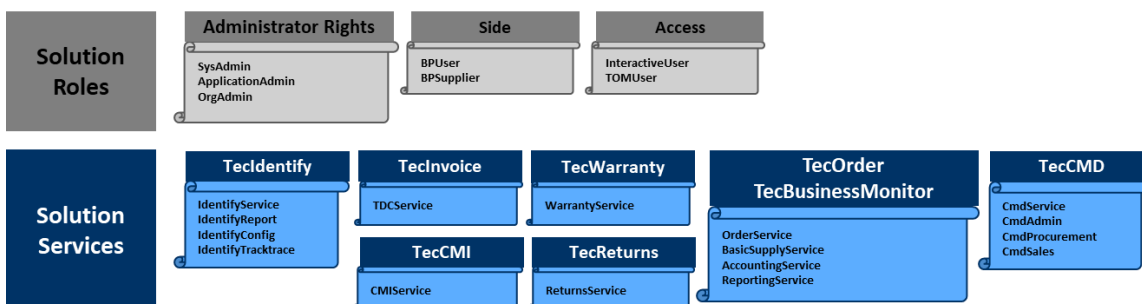 Solution
Roles
Administrator Rights
SysAdmin
ApplicationAdmin
OrgAdmin
Side
BPUser
BPSupplier
Access
InteractiveUser
TOMUser
Solution
Services
TecIdentify
IdentifyService
IdentifyReport
IdentifyConfig
IdentifyTracktrace
TecInvoice
TDCService
TecWarranty
WarrantyService
TecOrder
TecBusinessMonitor
OrderService
BasicSupplyService
AccountingService
ReportingService
TecCMD
CmdService
CmdAdmin
CmdProcurement
CmdSales
TecCMI
CMIService
TecReturns
ReturnsService